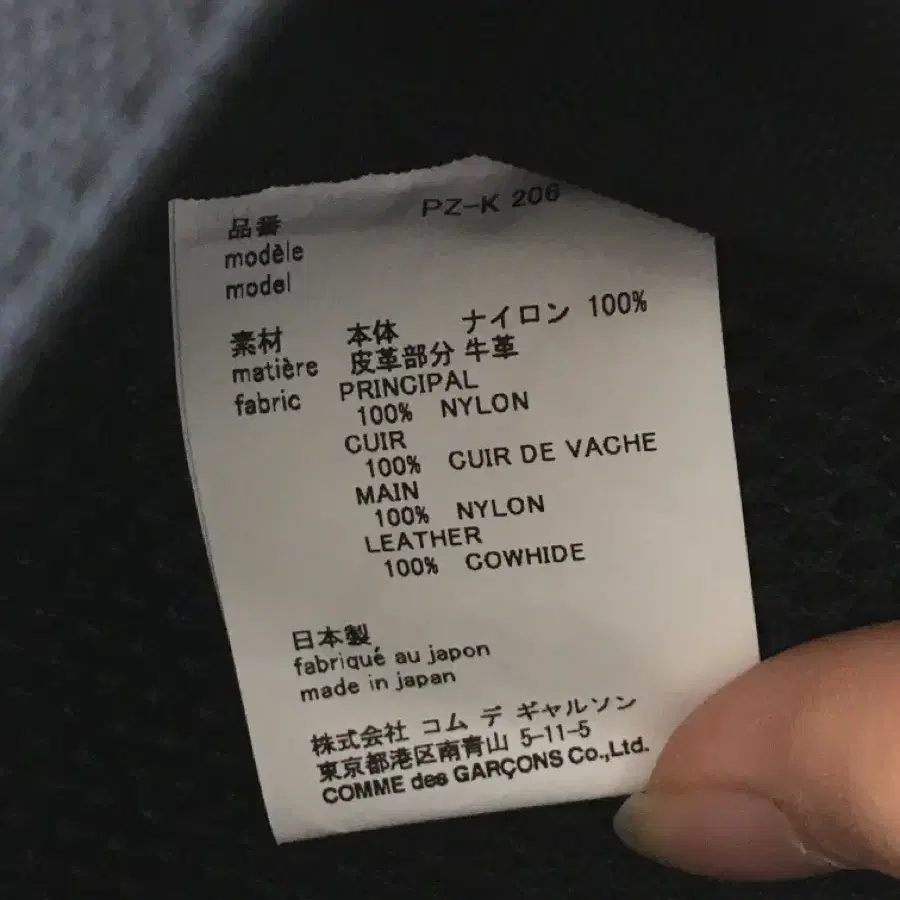 品番 PZ-K 206
modèle
model
素材 本体 ナイロン 100%
matière 皮革部分 牛革
fabric PRINCIPAL
100% NYLON
CUIR
100% CUIR DE VACHE
MAIN
100% NYLON
LEATHER
100% COWHIDE
日本製
fabriqué au japon
made in japan
株式会社 コム デ ギャルソン
東京都港区南青山 5-11-5
COMME des GARÇONS Co.,Ltd.